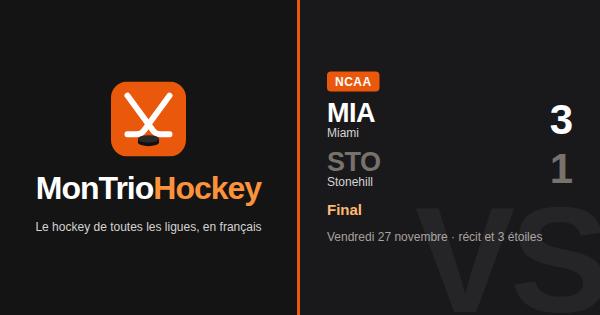 MonTrioHockey
Le hockey de toutes les ligues, en français
NCAA
MIA 3
Miami
STO 1
Stonehill
Final
Vendredi 27 novembre · récit et 3 étoiles
VS